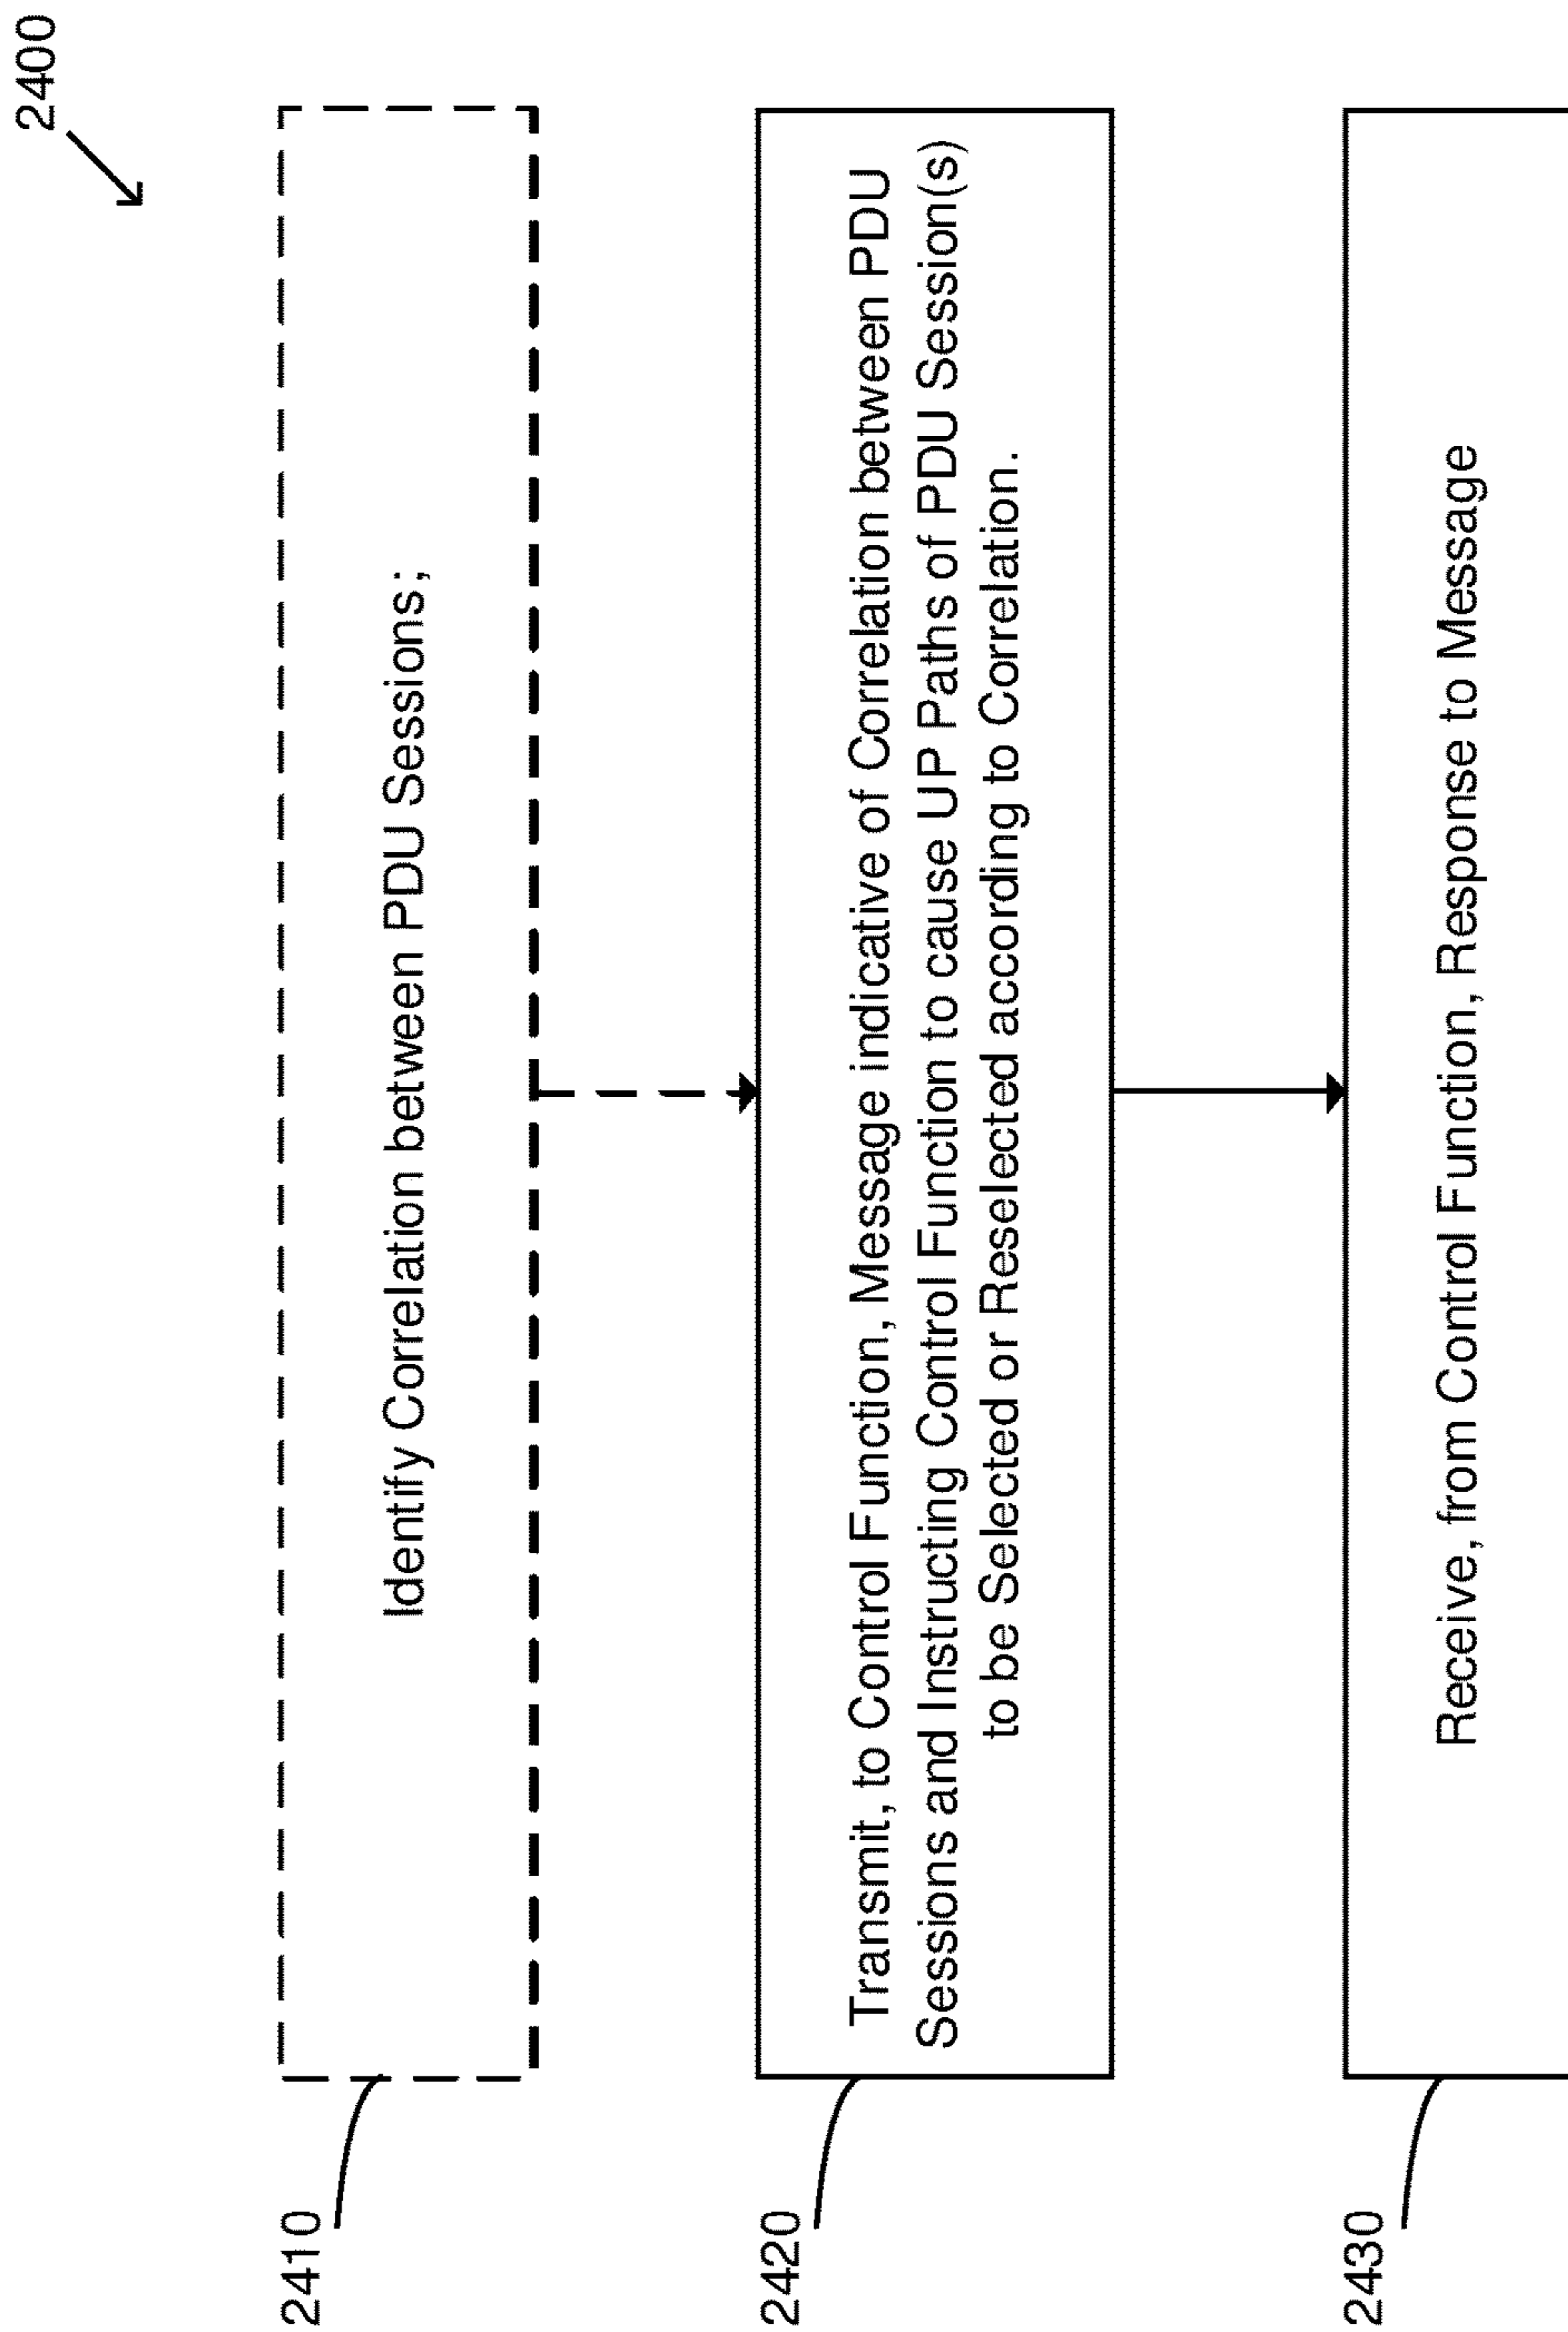 2400
2410
Identify Correlation between PDU Sessions;
2420
Transmit, to Control Function, Message indicative of Correlation between PDU
Sessions and Instructing Control Function to cause UP Paths of PDU Session(s)
to be Selected or Reselected according to Correlation.
2430
Receive, from Control Function, Response to Message